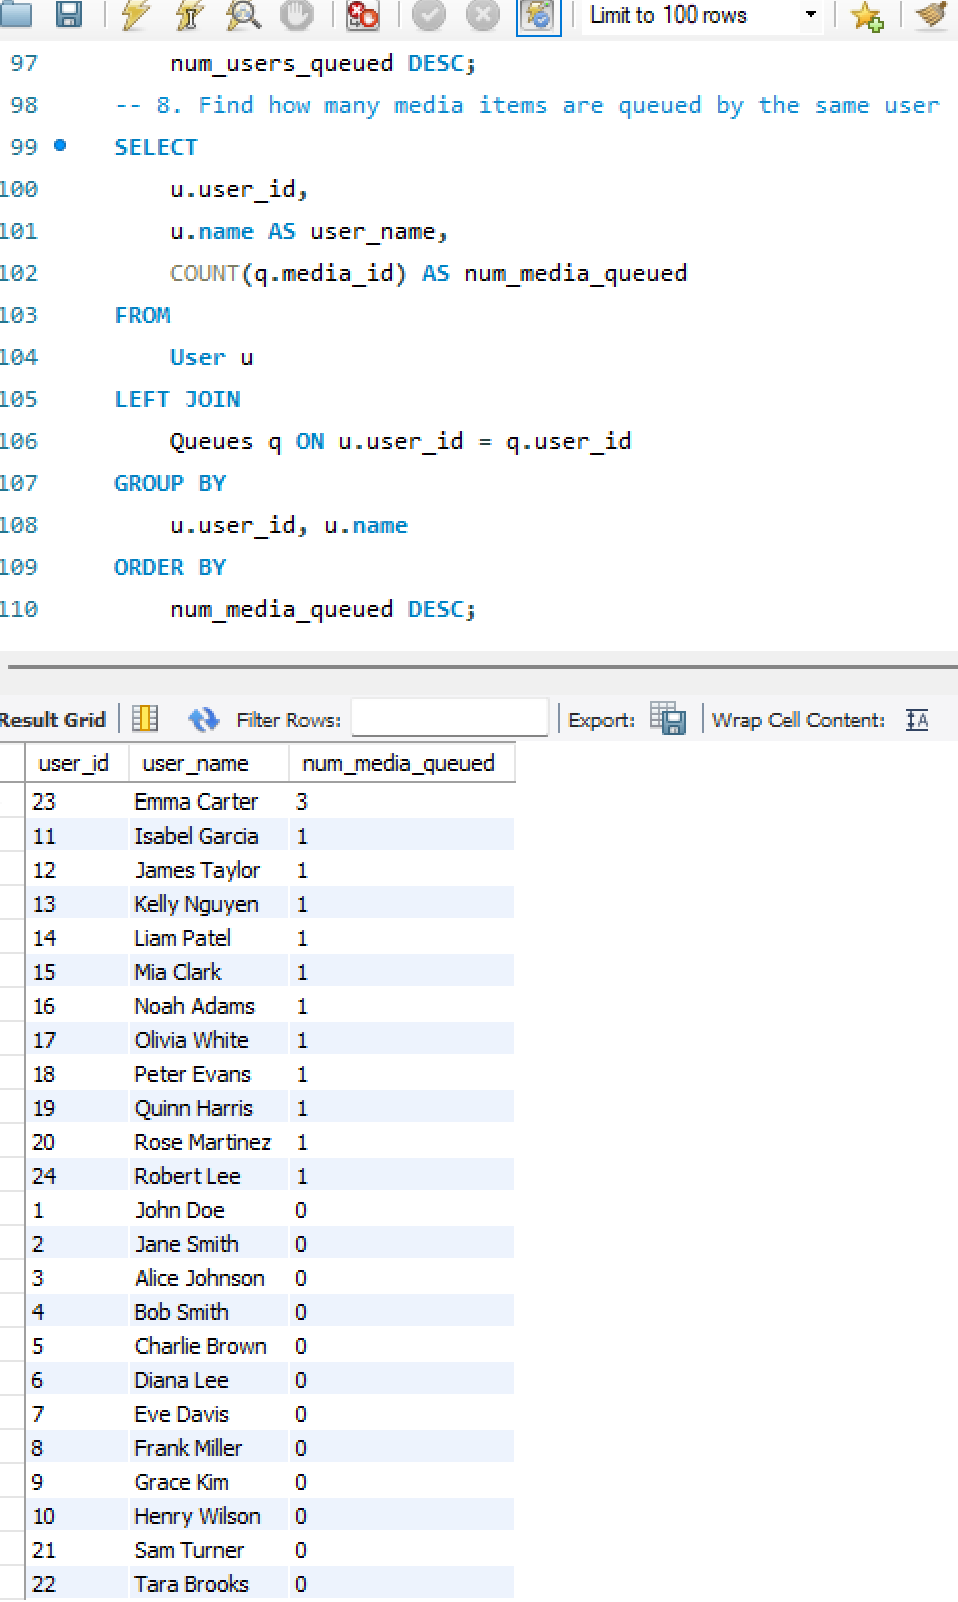 Limit to 100 rows
97 num_users_queued DESC;
98 -- 8. Find how many media items are queued by the same user
99 SELECT
100 u.user_id,
101 u.name AS user_name,
102 COUNT(q.media_id) AS num_media_queued
103 FROM
104 User u
105 LEFT JOIN
106 Queues q ON u.user_id = q.user_id
107 GROUP BY
108 u.user_id, u.name
109 ORDER BY
110 num_media_queued DESC;
Result Grid Filter Rows: Export: Wrap Cell Content:
user_id user_name num_media_queued
23 Emma Carter 3
11 Isabel Garcia 1
12 James Taylor 1
13 Kelly Nguyen 1
14 Liam Patel 1
15 Mia Clark 1
16 Noah Adams 1
17 Olivia White 1
18 Peter Evans 1
19 Quinn Harris 1
20 Rose Martinez 1
24 Robert Lee 1
1 John Doe 0
2 Jane Smith 0
3 Alice Johnson 0
4 Bob Smith 0
5 Charlie Brown 0
6 Diana Lee 0
7 Eve Davis 0
8 Frank Miller 0
9 Grace Kim 0
10 Henry Wilson 0
21 Sam Turner 0
22 Tara Brooks 0